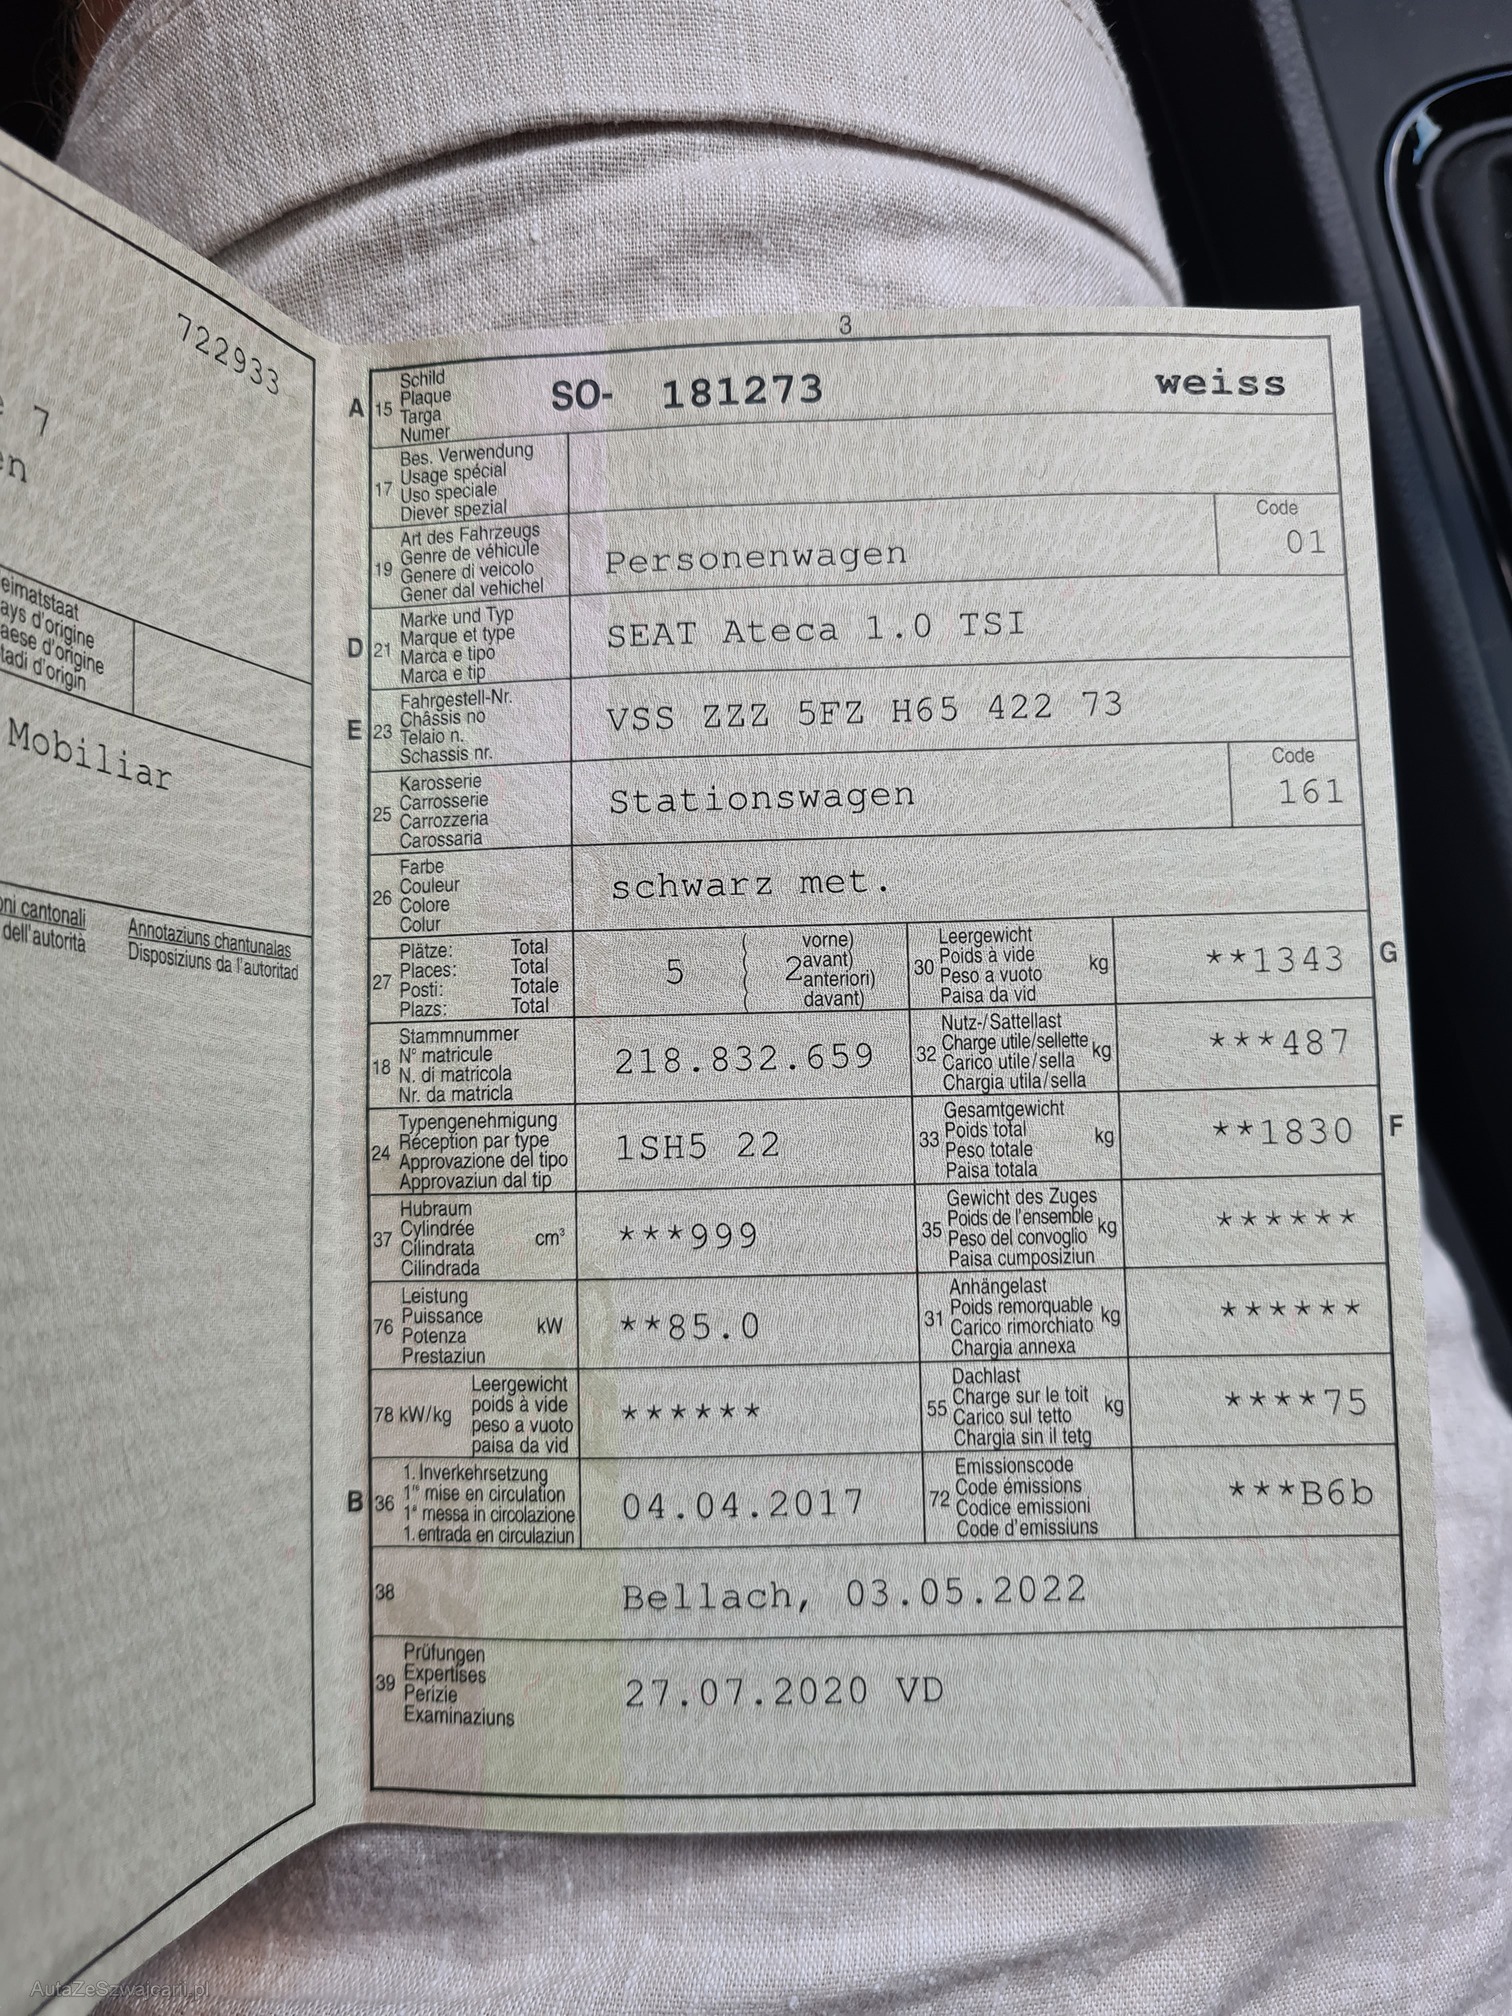 722933
7
en
eimatstaat
ays d'origine
aese d'origine
tadi d'origin
Mobiliar
oni cantonali
dell'autorità
Annotaziuns chantunalas
Disposiziuns da l'autoritad
3
A 15 Schild
Plaque
Targa
Numer
SO- 181273 weiss
17 Bes. Verwendung
Usage spécial
Uso speciale
Diever spezial
19 Art des Fahrzeugs
Genre de véhicule
Genere di veicolo
Gener dal vehichel
Personenwagen
Code
01
D 21 Marke und Typ
Marque et type
Marca e tipo
Marca e tip
SEAT Ateca 1.0 TSI
E 23 Fahrgestell-Nr.
Châssis no
Telaio n.
Schassis nr.
VSS ZZZ 5FZ H65 422 73
25 Karosserie
Carrosserie
Carrozzeria
Carossaria
Stationswagen
Code
161
26 Farbe
Couleur
Colore
Colur
schwarz met.
27 Plätze: Total
Places: Total
Posti: Totale
Plazs: Total
5
2
vorne)
avant)
anteriori)
davant)
30 Leergewicht
Poids à vide
Peso a vuoto
Paisa da vid
kg
**1343
G
18 Stammnummer
N° matricule
N. di matricola
Nr. da matricla
218.832.659
32 Nutz-/Sattellast
Charge utile/sellette
Carico utile/sella
Chargia utila/sella
kg
***487
24 Typengenehmigung
Réception par type
Approvazione del tipo
Approvaziun dal tip
1SH5 22
33 Gesamtgewicht
Poids total
Peso totale
Paisa totala
kg
**1830
F
37 Hubraum
Cylindrée
Cilindrata
Cilindrada
cm³
***999
35 Gewicht des Zuges
Poids de l'ensemble
Peso del convoglio
Paisa cumposiziun
kg
******
76 Leistung
Puissance
Potenza
Prestaziun
kW
**85.0
31 Anhängelast
Poids remorquable
Carico rimorchiato
Chargia annexa
kg
******
78 kW/kg
Leergewicht
poids à vide
peso a vuoto
paisa da vid
******
55 Dachlast
Charge sur le toit
Carico sul tetto
Chargia sin il tetg
kg
****75
B 36 1. Inverkehrsetzung
1re mise en circulation
1a messa in circolazione
1. entrada en circulaziun
04.04.2017
72 Emissionscode
Code émissions
Codice emissioni
Code d'emissiuns
***B6b
38
Bellach, 03.05.2022
39 Prüfungen
Expertises
Perizie
Examinaziuns
27.07.2020 VD
AutaZeSzwajcarii.pl